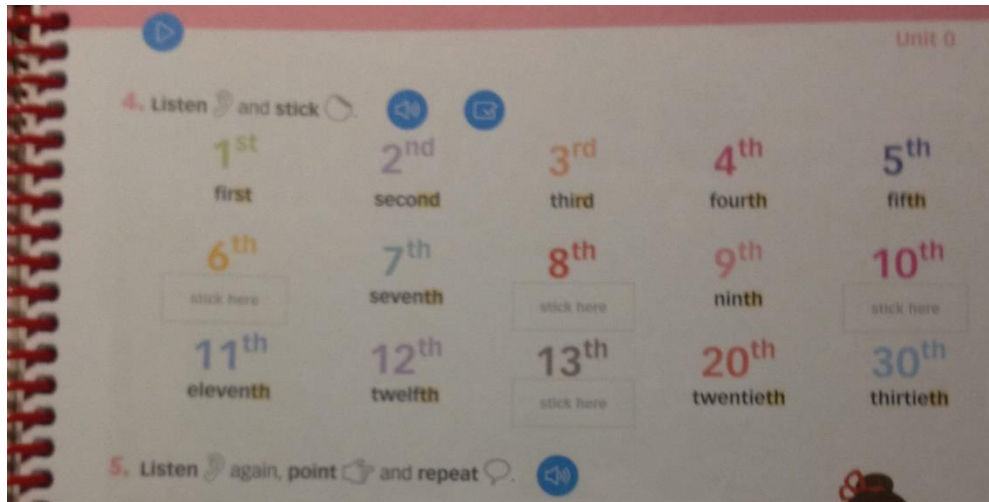 Unit 0
4. Listen and stick .
1st 2nd 3rd 4th 5th
first second third fourth fifth
6th 7th 8th 9th 10th
stick here seventh stick here ninth stick here
11th 12th 13th 20th 30th
eleventh twelfth stick here twentieth thirtieth
5. Listen again, point and repeat .